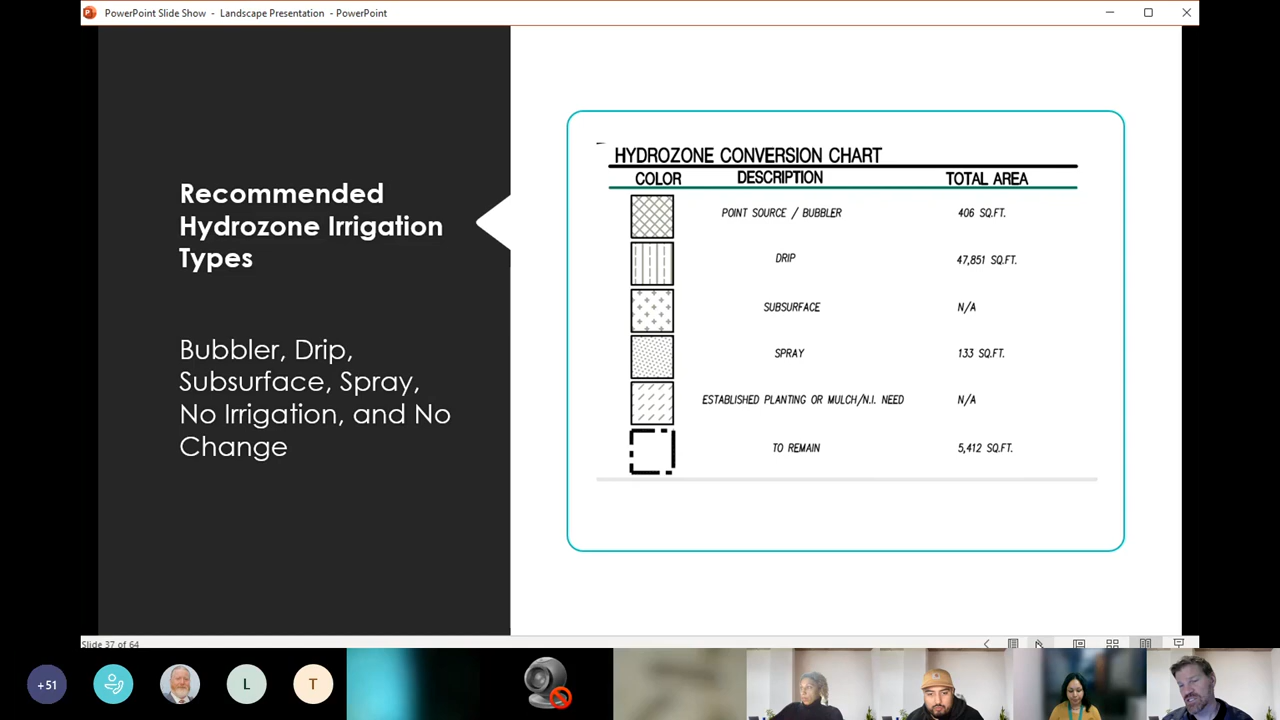 PowerPoint Slide Show - Landscape Presentation - PowerPoint
Recommended
Hydrozone Irrigation
Types
Bubbler, Drip,
Subsurface, Spray,
No Irrigation, and No
Change
HYDROZONE CONVERSION CHART
COLOR DESCRIPTION TOTAL AREA
POINT SOURCE / BUBBLER 406 SQ.FT.
DRIP 47,851 SQ.FT.
SUBSURFACE N/A
SPRAY 133 SQ.FT.
ESTABLISHED PLANTING OR MULCH/N.I. NEED N/A
TO REMAIN 5,412 SQ.FT.
Slide 37 of 64
+51
L
T